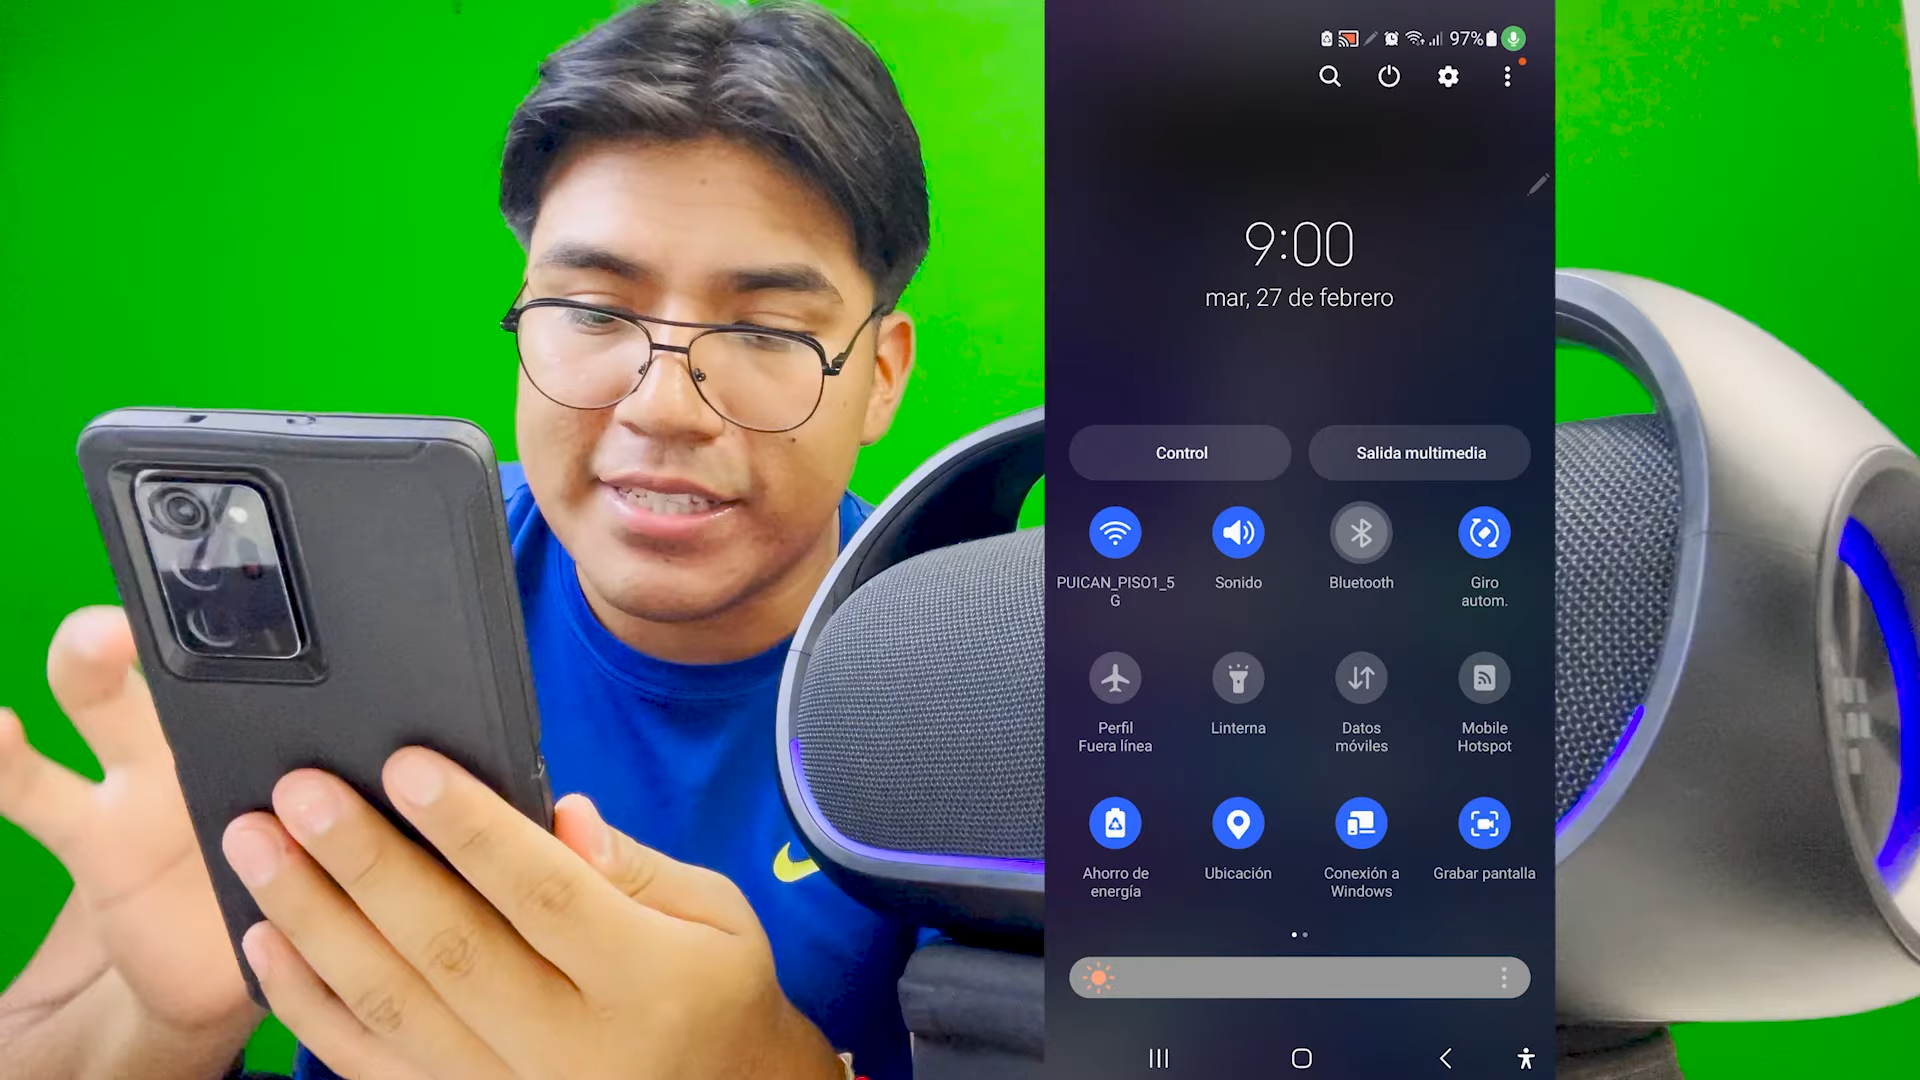 97%
9:00
mar, 27 de febrero
Control
Salida multimedia
PUICAN_PISO1_5
G
Sonido
Bluetooth
Giro
autom.
Perfil
Fuera línea
Linterna
Datos
móviles
Mobile
Hotspot
Ahorro de
energía
Ubicación
Conexión a
Windows
Grabar pantalla